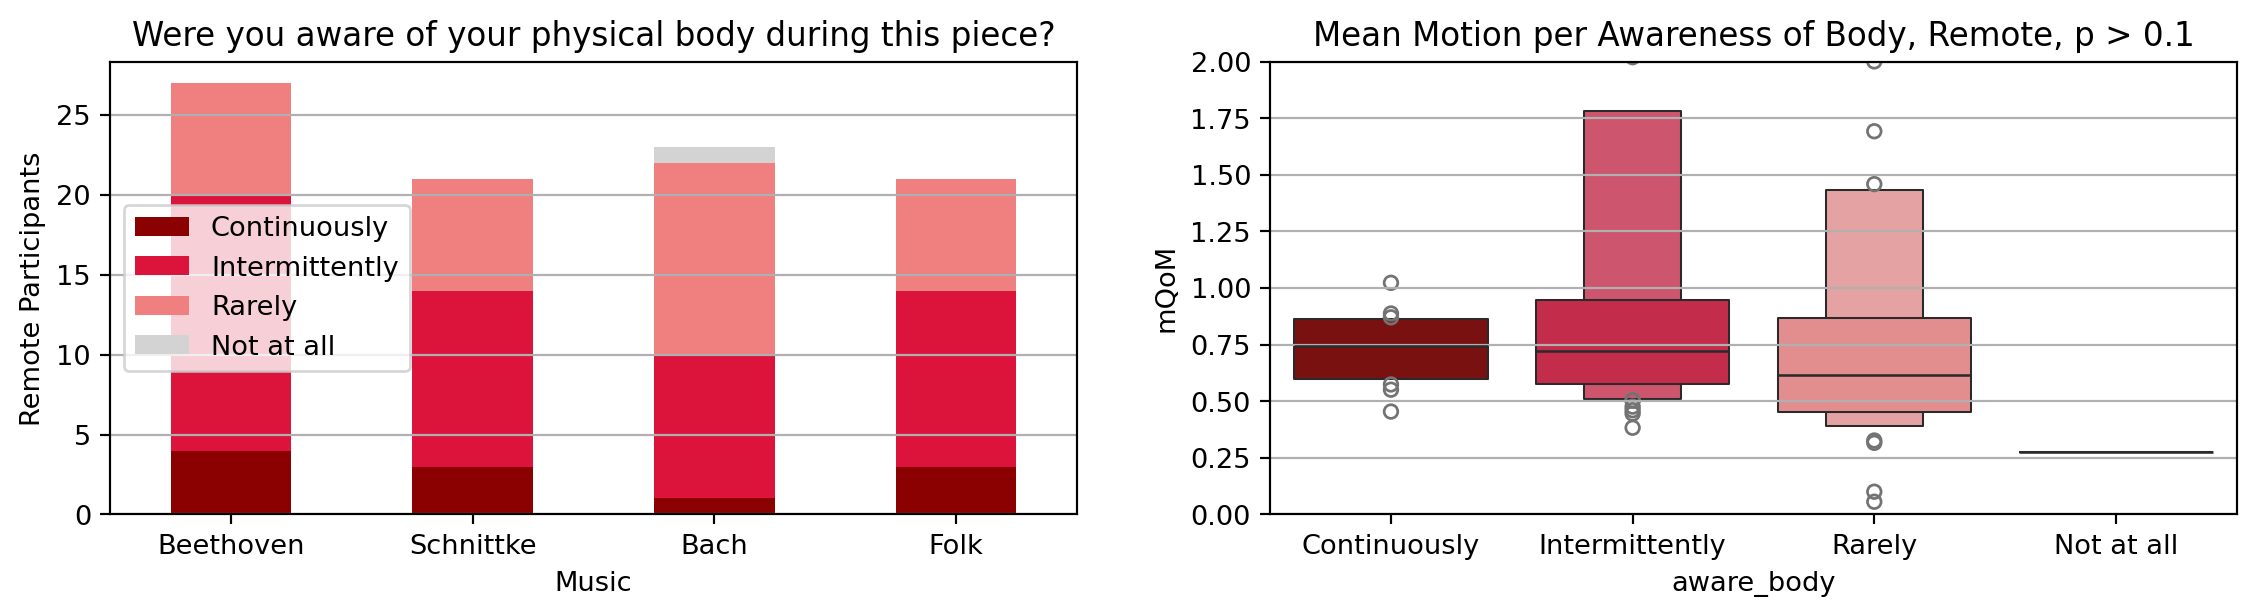 Were you aware of your physical body during this piece?
Remote Participants
25
20
15
10
5
0
Continuously
Intermittently
Rarely
Not at all
Beethoven Schnittke Bach Folk
Music
Mean Motion per Awareness of Body, Remote, p > 0.1
mQoM
2.00
1.75
1.50
1.25
1.00
0.75
0.50
0.25
0.00
Continuously Intermittently Rarely Not at all
aware_body